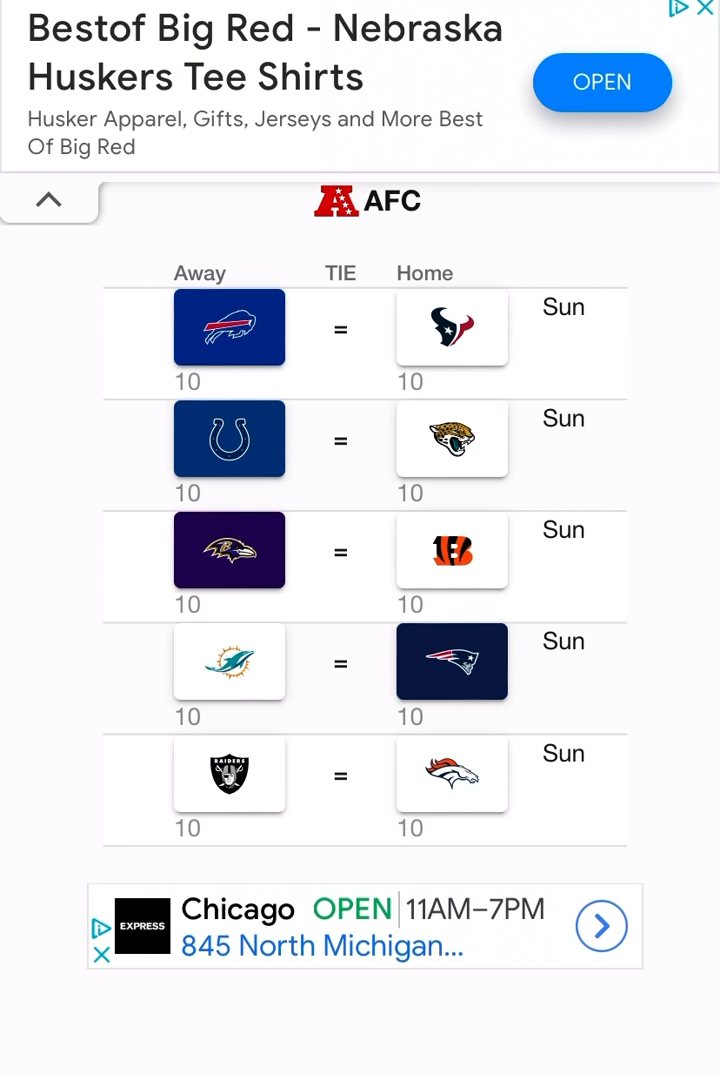 Bestof Big Red - Nebraska
Huskers Tee Shirts
OPEN
Husker Apparel, Gifts, Jerseys and More Best
Of Big Red
AFC
Away TIE Home
= Sun
10 10
= Sun
10 10
= Sun
10 10
= Sun
10 10
RAIDERS = Sun
10 10
EXPRESS
Chicago OPEN 11AM–7PM
845 North Michigan...